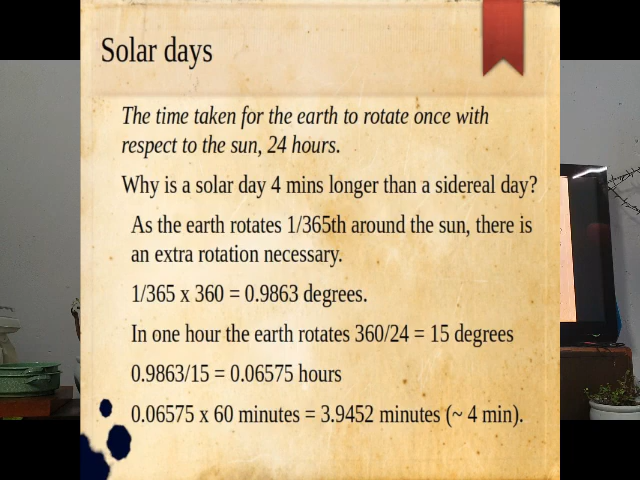 Solar days
The time taken for the earth to rotate once with
respect to the sun, 24 hours.
Why is a solar day 4 mins longer than a sidereal day?
As the earth rotates 1/365th around the sun, there is
an extra rotation necessary.
1/365 x 360 = 0.9863 degrees.
In one hour the earth rotates 360/24 = 15 degrees
0.9863/15 = 0.06575 hours
0.06575 x 60 minutes = 3.9452 minutes (~ 4 min).